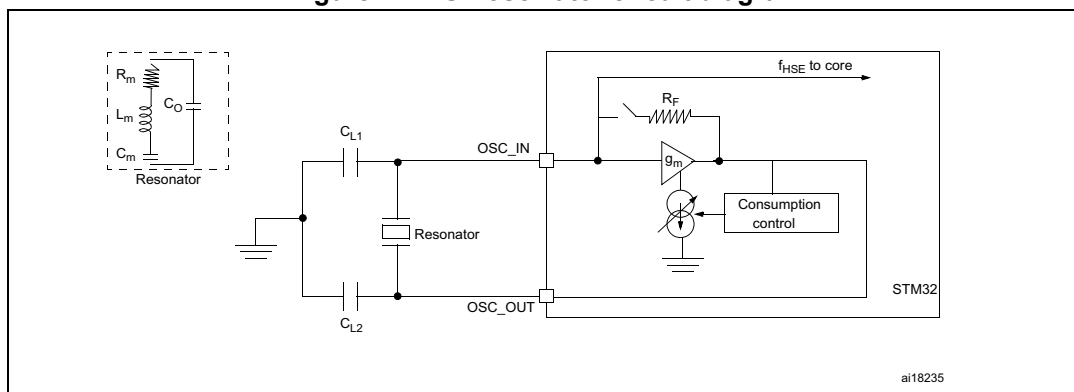 f_HSE to core
R_m
C_O
L_m
C_m
Resonator
R_F
C_L1
OSC_IN
g_m
Consumption
control
Resonator
STM32
OSC_OUT
C_L2
ai18235